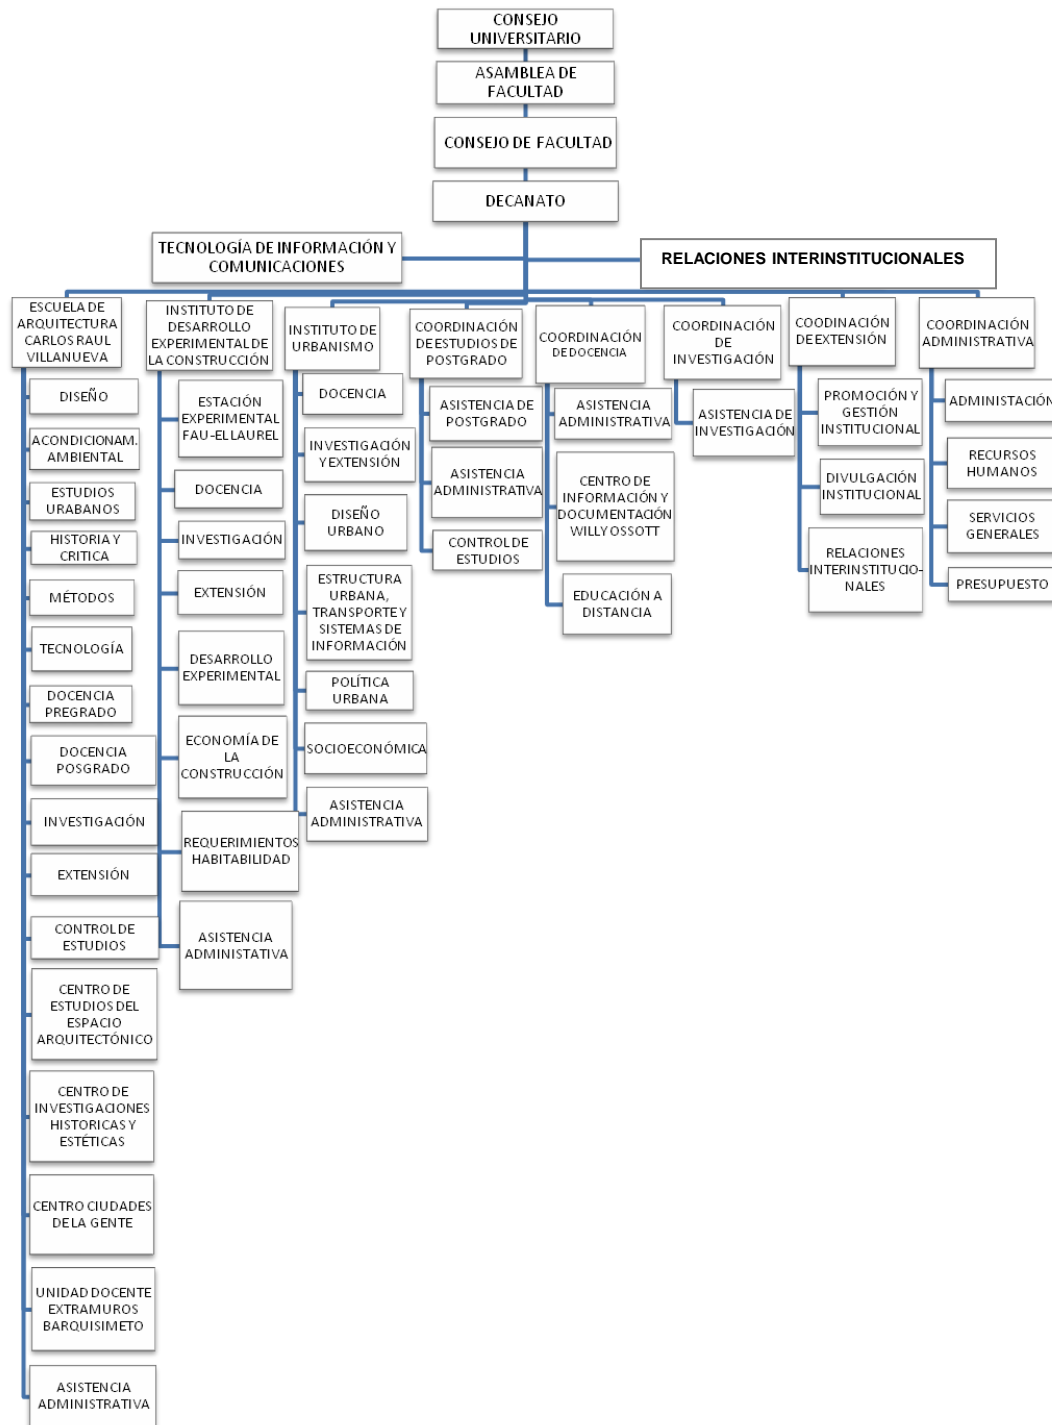 CONSEJO
UNIVERSITARIO
ASAMBLEA DE
FACULTAD
CONSEJO DE FACULTAD
DECANATO
TECNOLOGÍA DE INFORMACIÓN Y
COMUNICACIONES
RELACIONES INTERINSTITUCIONALES
ESCUELA DE
ARQUITECTURA
CARLOS RAUL
VILLANUEVA
DISEÑO
ACONDICIONAM.
AMBIENTAL
ESTUDIOS
URABANOS
HISTORIA Y
CRITICA
MÉTODOS
TECNOLOGÍA
DOCENCIA
PREGRADO
DOCENCIA
POSGRADO
INVESTIGACIÓN
EXTENSIÓN
CONTROL DE
ESTUDIOS
CENTRO DE
ESTUDIOS DEL
ESPACIO
ARQUITECTÓNICO
CENTRO DE
INVESTIGACIONES
HISTORICAS Y
ESTÉTICAS
CENTRO CIUDADES
DE LA GENTE
UNIDAD DOCENTE
EXTRAMUROS
BARQUISIMETO
ASISTENCIA
ADMINISTRATIVA
INSTITUTO DE
DESARROLLO
EXPERIMENTAL DE
LA CONSTRUCCIÓN
ESTACIÓN
EXPERIMENTAL
FAU-EL LAUREL
DOCENCIA
INVESTIGACIÓN
EXTENSIÓN
DESARROLLO
EXPERIMENTAL
ECONOMÍA DE
LA
CONSTRUCCIÓN
REQUERIMIENTOS
HABITABILIDAD
ASISTENCIA
ADMINISTATIVA
INSTITUTO DE
URBANISMO
DOCENCIA
INVESTIGACIÓN
Y EXTENSIÓN
DISEÑO
URBANO
ESTRUCTURA
URBANA,
TRANSPORTE Y
SISTEMAS DE
INFORMACIÓN
POLÍTICA
URBANA
SOCIOECONÓMICA
ASISTENCIA
ADMINISTRATIVA
COORDINACIÓN
DE ESTUDIOS DE
POSTGRADO
ASISTENCIA DE
POSTGRADO
ASISTENCIA
ADMINISTRATIVA
CONTROL DE
ESTUDIOS
COORDINACIÓN
DE DOCENCIA
ASISTENCIA
ADMINISTRATIVA
CENTRO DE
INFORMACIÓN Y
DOCUMENTACIÓN
WILLY OSSOTT
EDUCACIÓN A
DISTANCIA
COORDINACIÓN
DE
INVESTIGACIÓN
ASISTENCIA DE
INVESTIGACIÓN
COODINACIÓN
DE EXTENSIÓN
PROMOCIÓN Y
GESTIÓN
INSTITUCIONAL
DIVULGACIÓN
INSTITUCIONAL
RELACIONES
INTERINSTITUCIO-
NALES
COORDINACIÓN
ADMINISTRATIVA
ADMINISTACIÓN
RECURSOS
HUMANOS
SERVICIOS
GENERALES
PRESUPUESTO